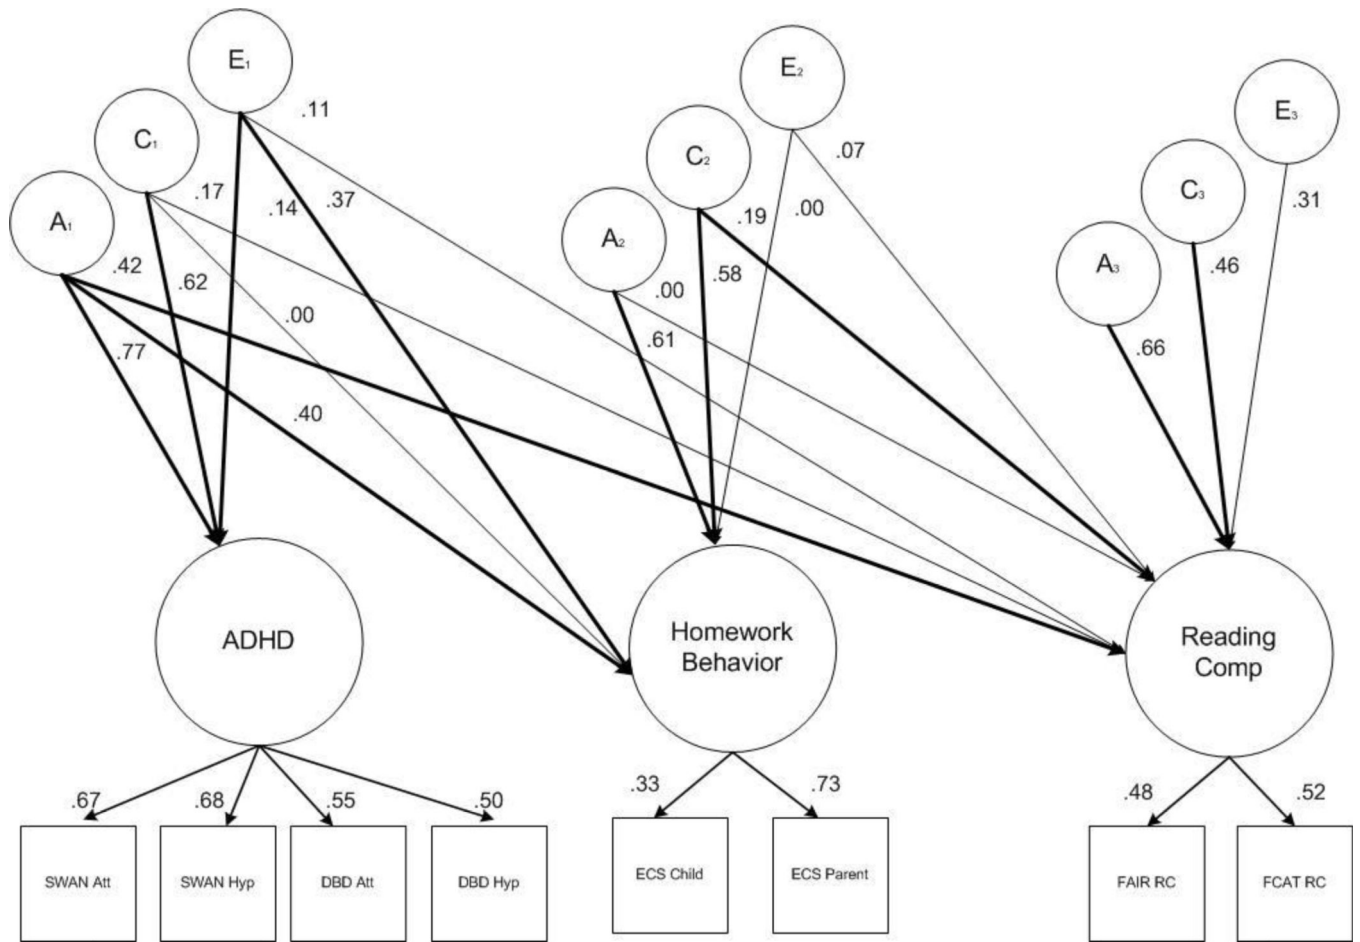 E₁
E₂
C₁
.11
E₃
C₂
.07
C₃
.17
.14
.37
A₁
.19
.00
.31
A₂
.42
.62
.00
.58
A₃
.46
.00
.77
.61
.66
.40
ADHD
Homework
Behavior
Reading
Comp
.67
.68
.55
.50
.33
.73
.48
.52
SWAN Att
SWAN Hyp
DBD Att
DBD Hyp
ECS Child
ECS Parent
FAIR RC
FCAT RC